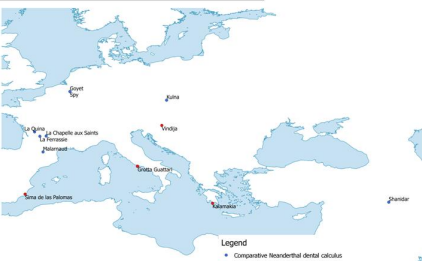 Goyet
Spy
Kulna
La Quina
La Chapelle aux Saints
La Ferrassie
Vindija
Malarnaud
Grotta Guattari
Sima de las Palomas
Kalamakia
Shanidar
Legend
Comparative Neanderthal dental calculus